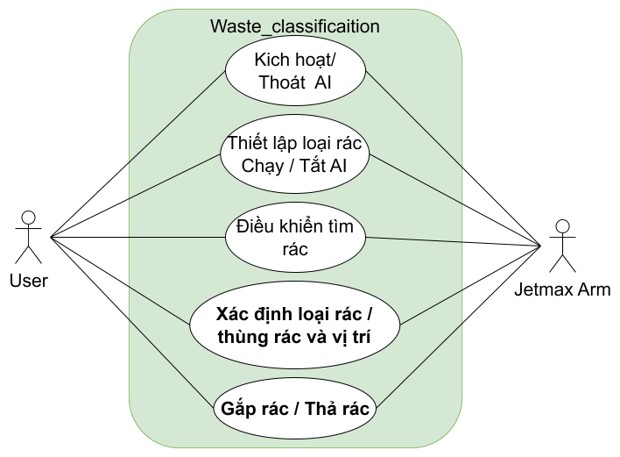 Waste_classificaition
Kich hoạt/
Thoát AI
Thiết lập loại rác
Chạy / Tắt AI
Điều khiển tìm
rác
User
Jetmax Arm
Xác định loại rác /
thùng rác và vị trí
Gắp rác / Thả rác